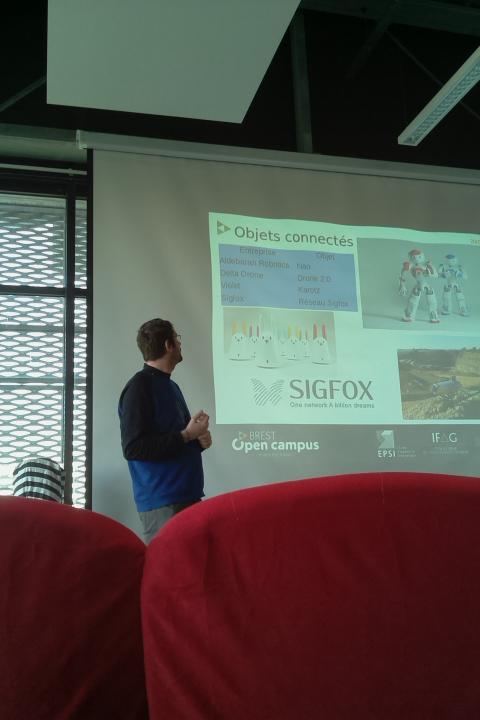 Objets connectés
Entreprise Objet
Aldebaran Robotics Nao
Delta Drone Drone 2.0
Violet Karotz
Sigfox Réseau Sigfox
SIGFOX
One network A billion dreams
BREST
Open campus
EPSI
IFAG